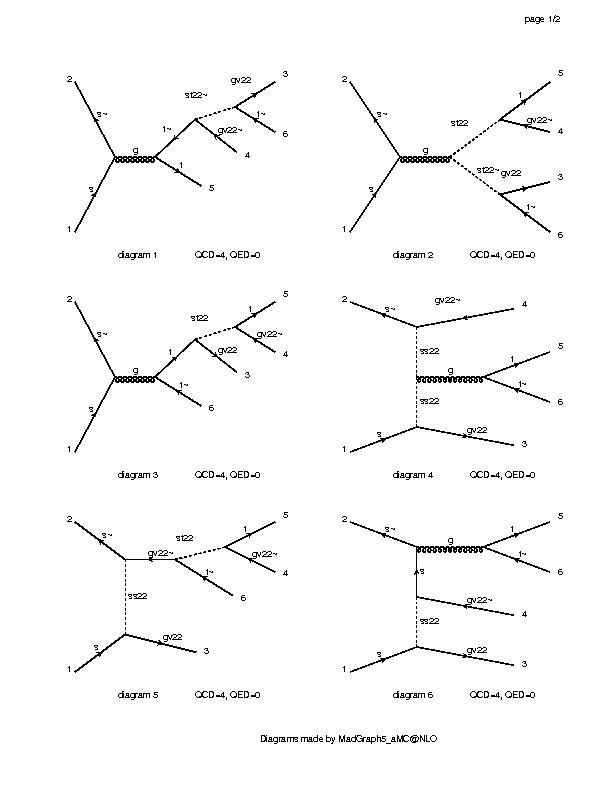 page 1/2
2 s~ g s 1 1~ st22~ gv22~ gv22 1~ 1 3 6 4 5
diagram 1 QCD=4, QED=0
2 s~ g s 1 st22 st22~ 1 gv22~ gv22 1~ 5 4 3 6
diagram 2 QCD=4, QED=0
2 s~ g s 1 1 st22 gv22 1 gv22~ 1~ 5 4 3 6
diagram 3 QCD=4, QED=0
2 s~ gv22~ 4 ss22 g 1 5 1~ 6 ss22 s 1 gv22 3
diagram 4 QCD=4, QED=0
2 s~ gv22~ st22 1 5 gv22~ 4 1~ 6 ss22 s 1 gv22 3
diagram 5 QCD=4, QED=0
2 s~ g 1 5 1~ 6 s gv22~ 4 ss22 s 1 gv22 3
diagram 6 QCD=4, QED=0
Diagrams made by MadGraph5_aMC@NLO